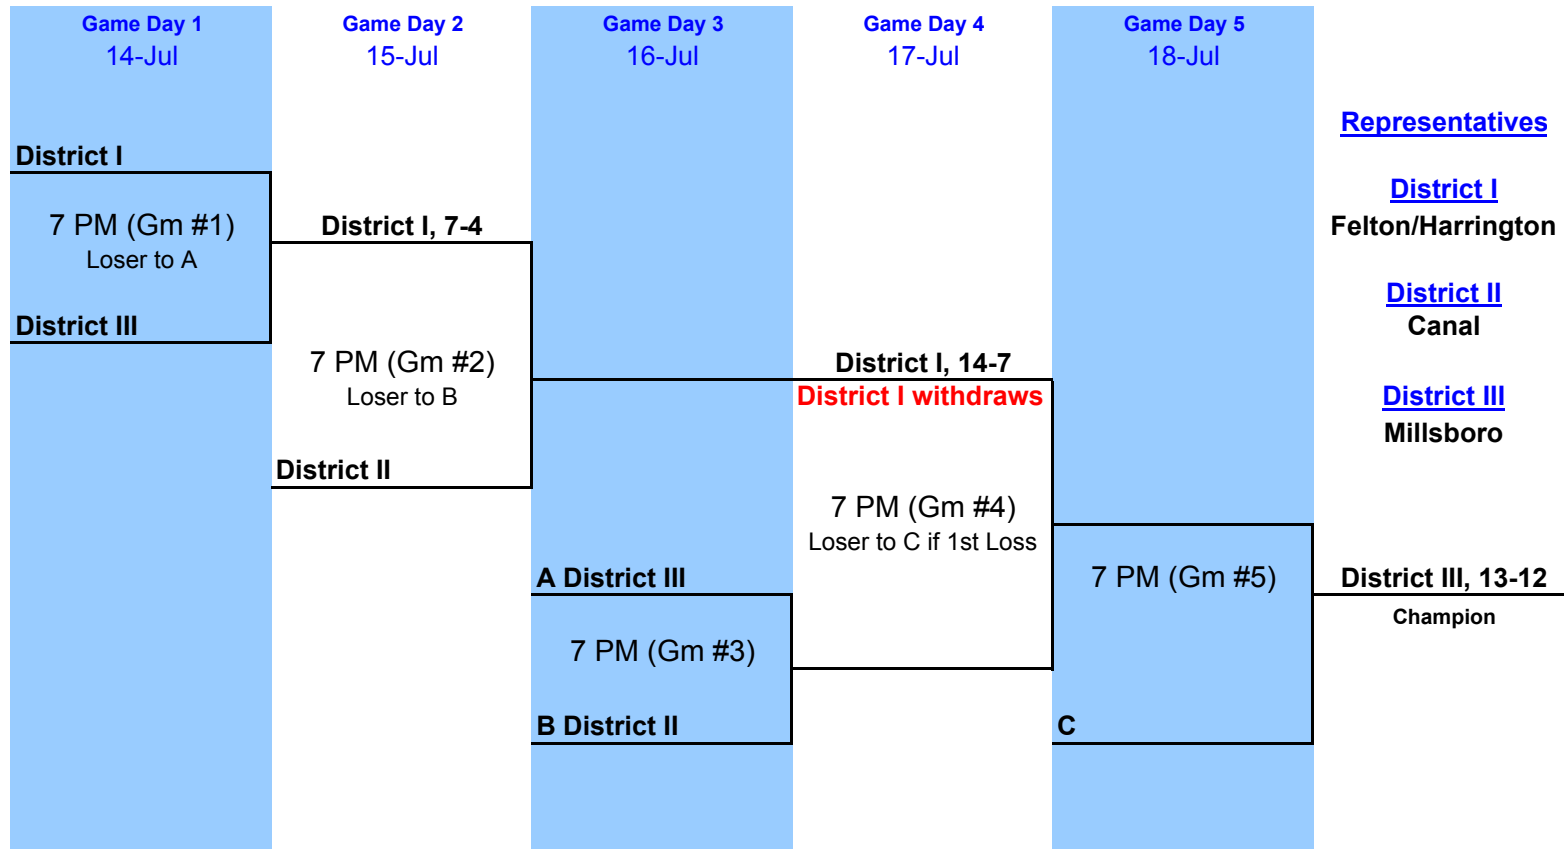 Game Day 1
14-Jul
Game Day 2
15-Jul
Game Day 3
16-Jul
Game Day 4
17-Jul
Game Day 5
18-Jul
District I
7 PM (Gm #1)
Loser to A
District III
District I, 7-4
7 PM (Gm #2)
Loser to B
District II
A District III
7 PM (Gm #3)
B District II
District I, 14-7
District I withdraws
7 PM (Gm #4)
Loser to C if 1st Loss
7 PM (Gm #5)
C
District III, 13-12
Champion
Representatives
District I
Felton/Harrington
District II
Canal
District III
Millsboro